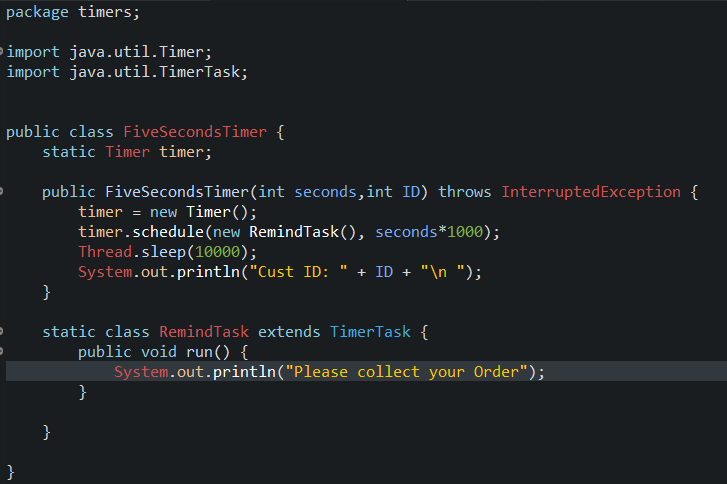 package timers;
import java.util.Timer;
import java.util.TimerTask;
public class FiveSecondsTimer {
static Timer timer;
public FiveSecondsTimer(int seconds,int ID) throws InterruptedException {
timer = new Timer();
timer.schedule(new RemindTask(), seconds*1000);
Thread.sleep(10000);
System.out.println("Cust ID: " + ID + "\n ");
}
static class RemindTask extends TimerTask {
public void run() {
System.out.println("Please collect your Order");
}
}
}